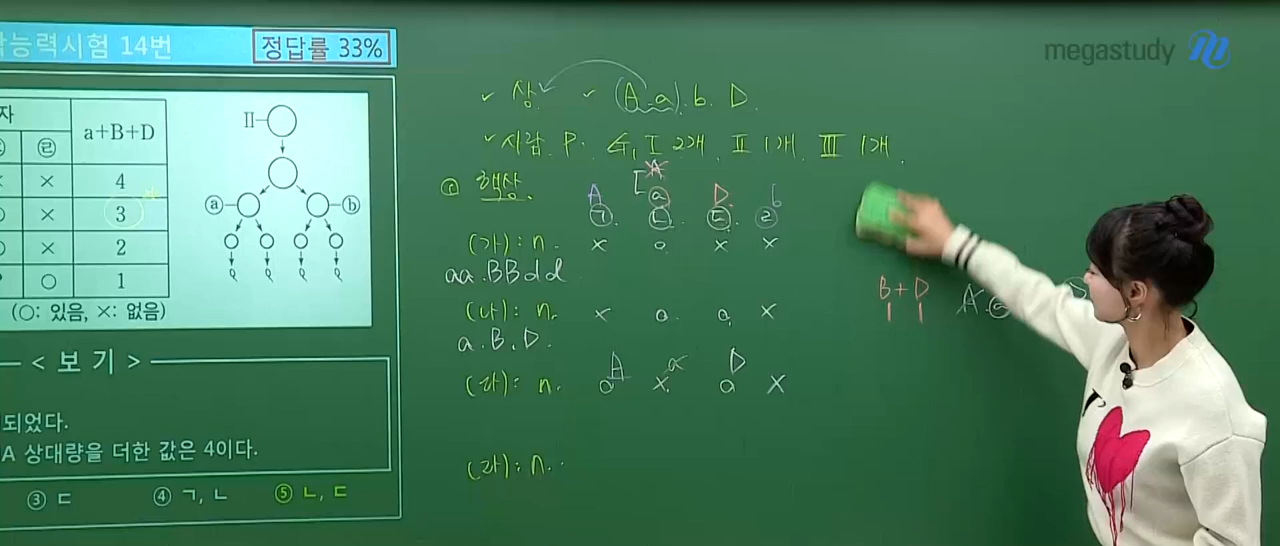 능력시험 14번
정답률 33%
megastudy
자
a+B+D
㉣
× 4
× 3
× 2
○ 1
(○: 있음, ×: 없음)
Ⅱ
ⓐ
ⓑ
< 보 기 >
되었다.
A 상대량을 더한 값은 4이다.
③ ㄷ ④ ㄱ, ㄴ ⑤ ㄴ, ㄷ
✓ 상. ✓ (A a). b. D.
✓ 사람 P. G₁ Ⅰ 2개, Ⅱ 1개, Ⅲ 1개.
핵상.
A
A a D. b
㉠. ㉡. ㉢. ㉣
(가): n. × o × ×
aa.BBdd
(나): n. × o. o. ×
a.B.D.
A a D
(다): n. o × o ×
(라): n.
B+D
1 1
A